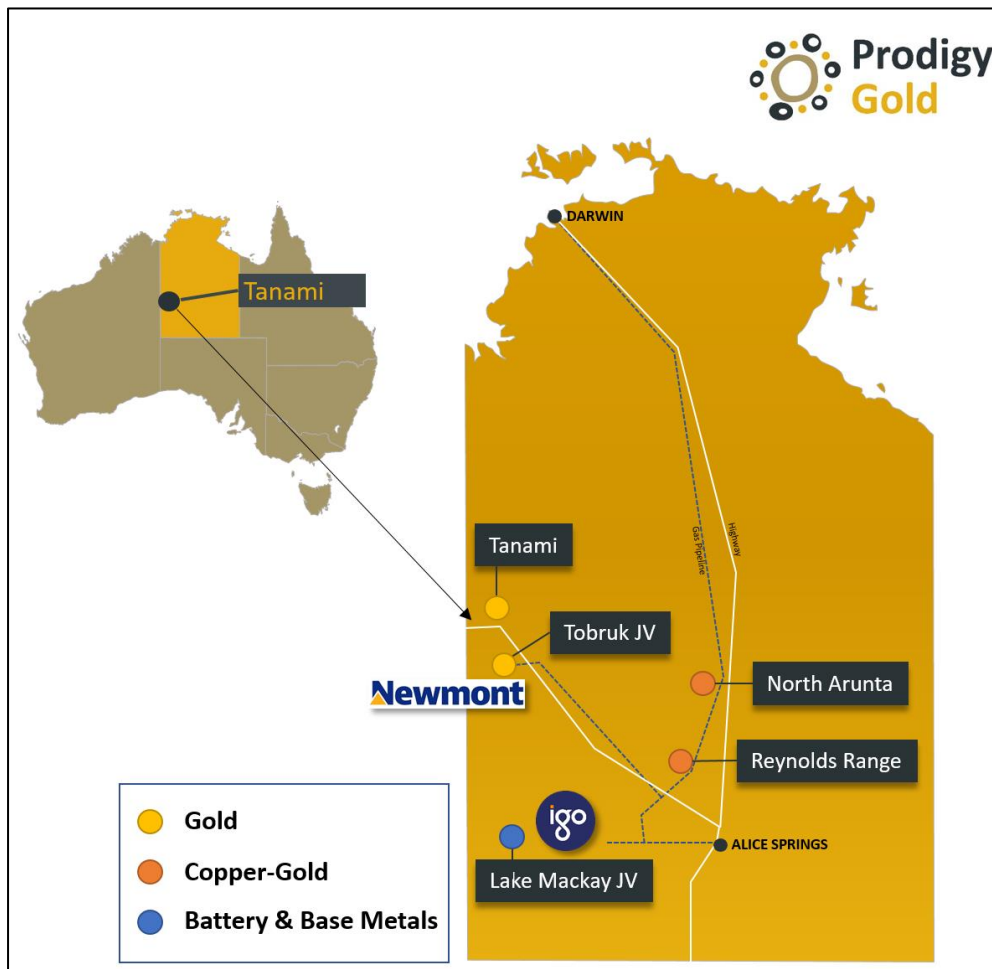 Prodigy
Gold
Tanami
DARWIN
Highway
Gas Pipeline
Tanami
Tobruk JV
Newmont
North Arunta
Reynolds Range
igo
ALICE SPRINGS
Lake Mackay JV
Gold
Copper-Gold
Battery & Base Metals